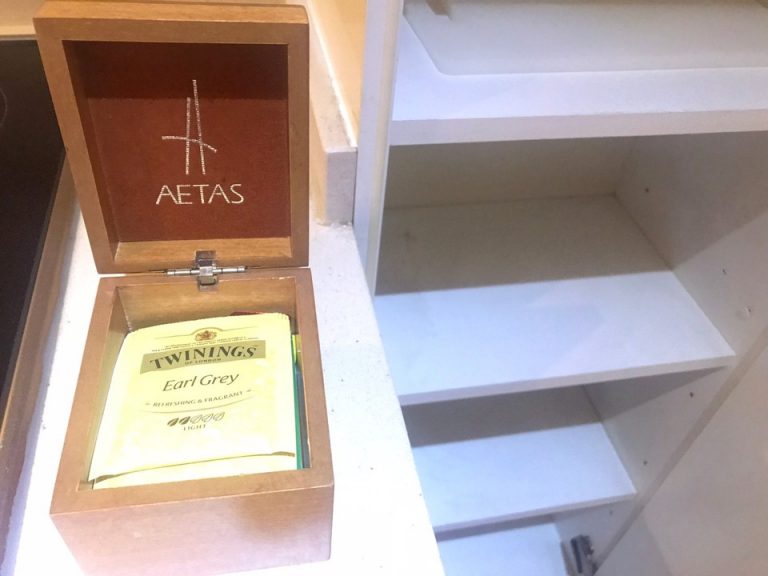 AETAS
TWININGS
OF LONDON
Earl Grey
REFRESHING & FRAGRANT
LIGHT